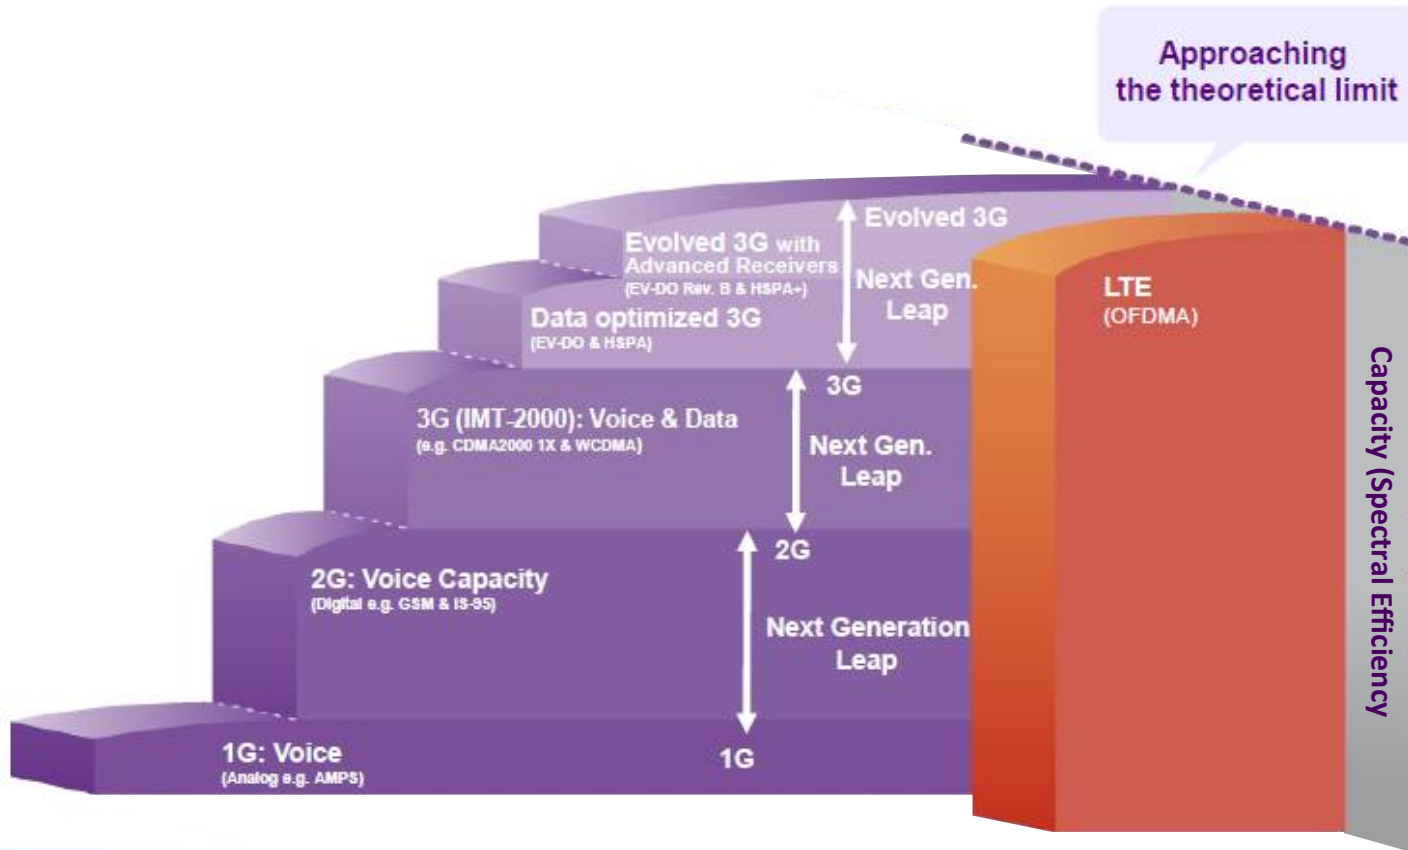 Approaching
the theoretical limit
Evolved 3G
Evolved 3G with
Advanced Receivers
(EV-DO Rev. B & HSPA+)
Next Gen.
Leap
LTE
(OFDMA)
Data optimized 3G
(EV-DO & HSPA)
3G
3G (IMT-2000): Voice & Data
(e.g. CDMA2000 1X & WCDMA)
Next Gen.
Leap
2G
2G: Voice Capacity
(Digital e.g. GSM & IS-95)
Next Generation
Leap
1G: Voice
(Analog e.g. AMPS)
1G
Capacity (Spectral Efficiency